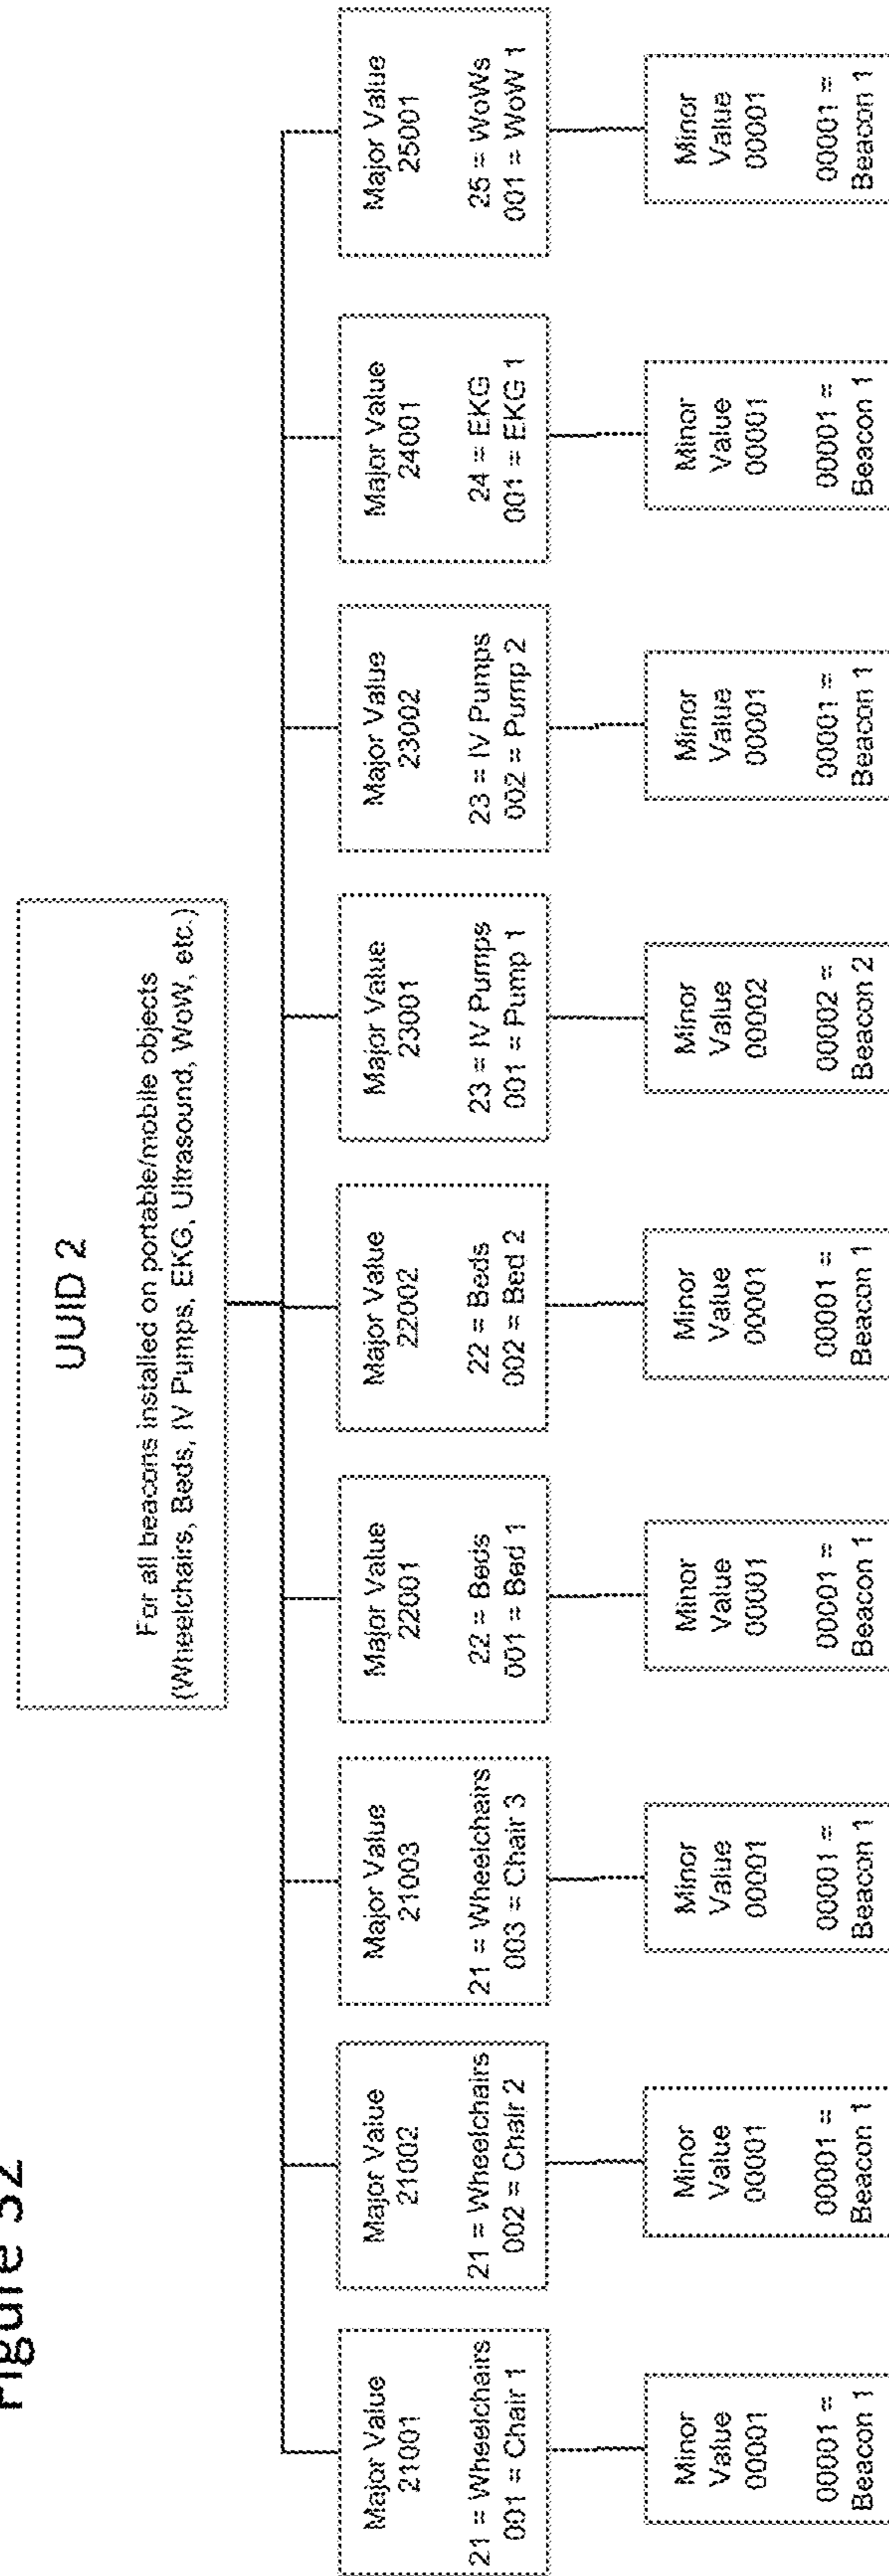 Figure 32
UUID 2
For all beacons installed on portable/mobile objects
(Wheelchairs, Beds, IV Pumps, EKG, Ultrasound, WoW, etc.)
Major Value
21001
21 = Wheelchairs
001 = Chair 1
Major Value
21002
21 = Wheelchairs
002 = Chair 2
Major Value
21003
21 = Wheelchairs
003 = Chair 3
Major Value
22001
22 = Beds
001 = Bed 1
Major Value
22002
22 = Beds
002 = Bed 2
Major Value
23001
23 = IV Pumps
001 = Pump 1
Major Value
23002
23 = IV Pumps
002 = Pump 2
Major Value
24001
24 = EKG
001 = EKG 1
Major Value
25001
25 = WoWs
001 = WoW 1
Minor
Value
00001
00001 =
Beacon 1
Minor
Value
00001
00001 =
Beacon 1
Minor
Value
00001
00001 =
Beacon 1
Minor
Value
00001
00001 =
Beacon 1
Minor
Value
00001
00001 =
Beacon 1
Minor
Value
00002
00002 =
Beacon 2
Minor
Value
00001
00001 =
Beacon 1
Minor
Value
00001
00001 =
Beacon 1
Minor
Value
00001
00001 =
Beacon 1